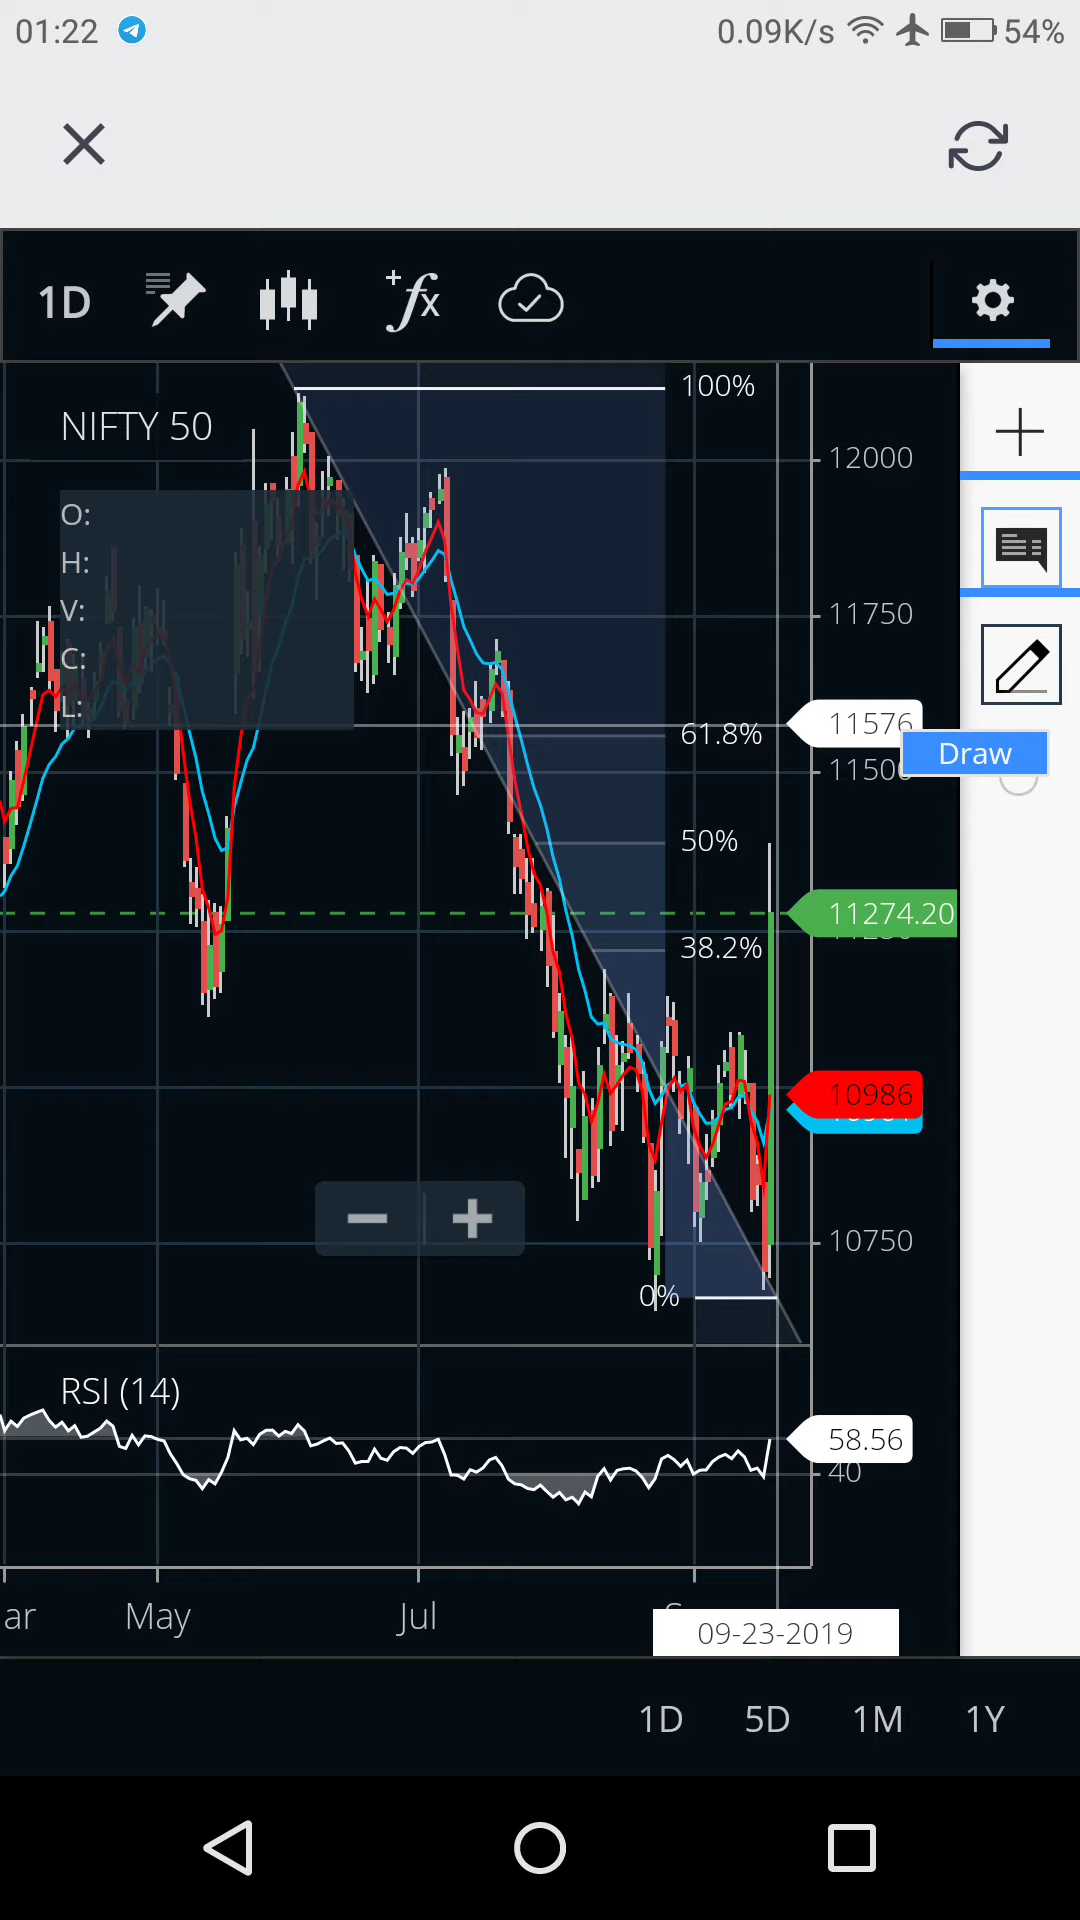 01:22
0.09K/s
54%
1D
fx
NIFTY 50
O:
H:
V:
C:
L:
100%
61.8%
50%
38.2%
0%
12000
11750
11576
Draw
11500
11274.20
10986
10750
RSI (14)
58.56
40
ar
May
Jul
09-23-2019
1D
5D
1M
1Y